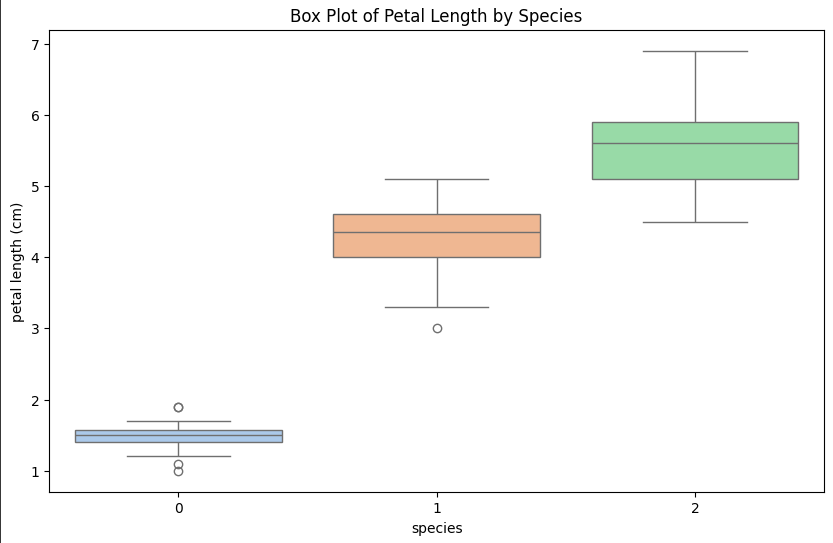 Box Plot of Petal Length by Species
7
6
5
4
3
2
1
petal length (cm)
0 1 2
species